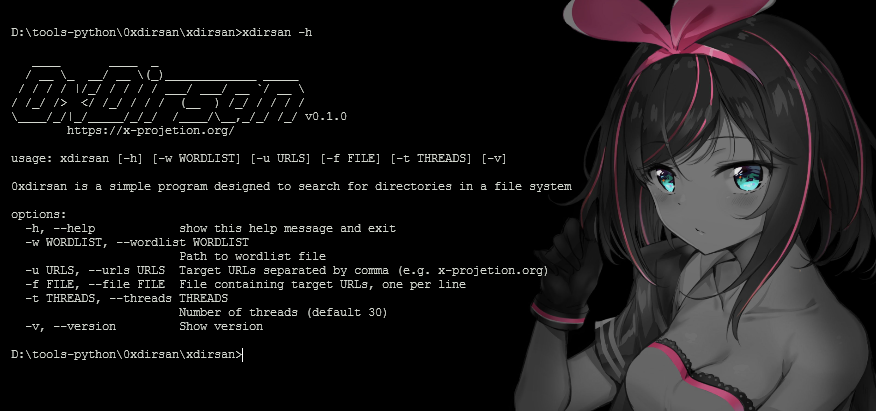 D:\tools-python\0xdirsan\xdirsan>xdirsan -h
0xDirsan v0.1.0
https://x-projetion.org/
usage: xdirsan [-h] [-w WORDLIST] [-u URLS] [-f FILE] [-t THREADS] [-v]
0xdirsan is a simple program designed to search for directories in a file system
options:
-h, --help show this help message and exit
-w WORDLIST, --wordlist WORDLIST
Path to wordlist file
-u URLS, --urls URLS Target URLs separated by comma (e.g. x-projetion.org)
-f FILE, --file FILE File containing target URLs, one per line
-t THREADS, --threads THREADS
Number of threads (default 30)
-v, --version Show version
D:\tools-python\0xdirsan\xdirsan>